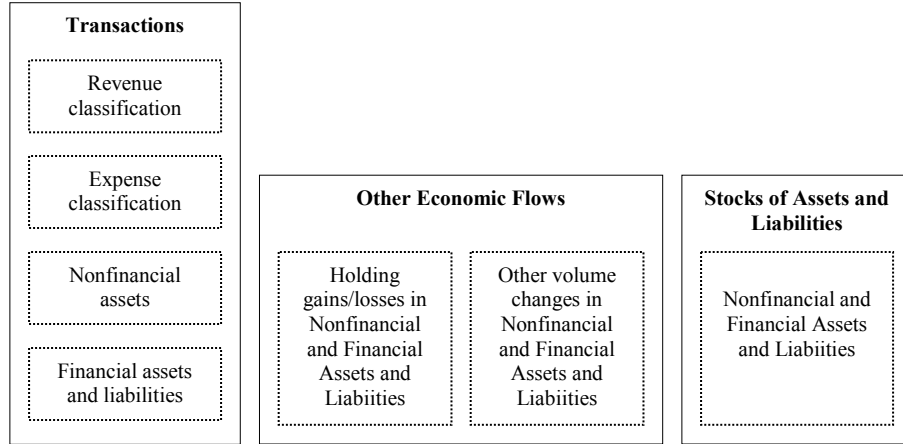 Transactions
Revenue
classification
Expense
classification
Nonfinancial
assets
Financial assets
and liabilities
Other Economic Flows
Holding
gains/losses in
Nonfinancial
and Financial
Assets and
Liabiities
Other volume
changes in
Nonfinancial
and Financial
Assets and
Liabiities
Stocks of Assets and
Liabilities
Nonfinancial and
Financial Assets
and Liabiities